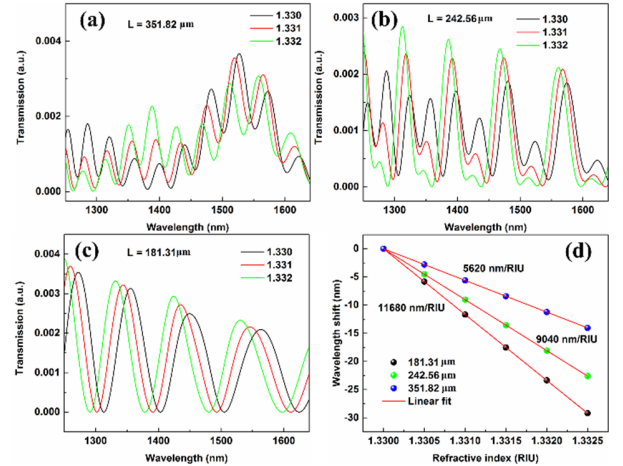 (a)
L = 351.82 μm
1.330
1.331
1.332
Transmission (a.u.)
0.004
0.002
0.000
1300 1400 1500 1600
Wavelength (nm)
(b)
L = 242.56 μm
1.330
1.331
1.332
Transmission (a.u.)
0.003
0.002
0.001
0.000
1300 1400 1500 1600
Wavelength (nm)
(c)
L = 181.31μm
1.330
1.331
1.332
Transmission (a.u.)
0.004
0.003
0.002
0.001
0.000
1300 1400 1500 1600
Wavelength (nm)
(d)
5620 nm/RIU
11680 nm/RIU
9040 nm/RIU
181.31 μm
242.56 μm
351.82 μm
Linear fit
Wavelength shift (nm)
0
-5
-10
-15
-20
-25
-30
1.3300 1.3305 1.3310 1.3315 1.3320 1.3325
Refractive index (RIU)